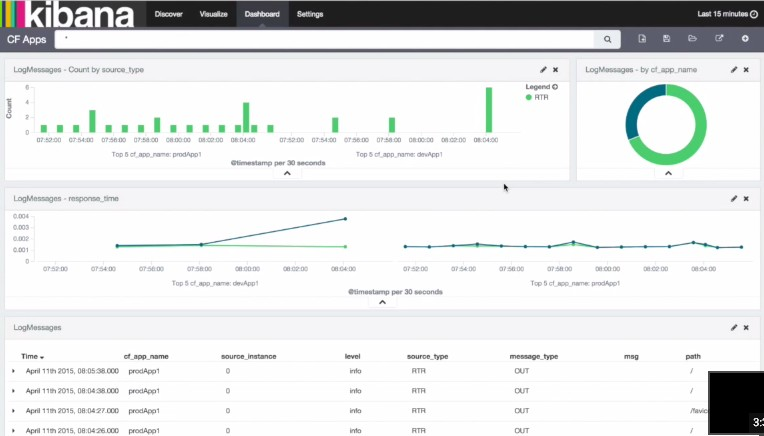 kibana Discover Visualize Dashboard Settings Last 15 minutes
CF Apps *
LogMessages - Count by source_type
LogMessages - by cf_app_name
Legend
RTR
Count
6
4
2
0
07:52:00 07:54:00 07:56:00 07:58:00 08:00:00 08:02:00 08:04:00 07:52:00 07:54:00 07:56:00 07:58:00 08:00:00 08:02:00 08:04:00
Top 5 cf_app_name: prodApp1 Top 5 cf_app_name: devApp1
@timestamp per 30 seconds
LogMessages - response_time
0.004
0.003
0.002
0.001
0
07:52:00 07:54:00 07:56:00 07:58:00 08:00:00 08:02:00 08:04:00 07:52:00 07:54:00 07:56:00 07:58:00 08:00:00 08:02:00 08:04:00
Top 5 cf_app_name: devApp1 Top 5 cf_app_name: prodApp1
@timestamp per 30 seconds
LogMessages
Time cf_app_name source_instance level source_type message_type msg path
April 11th 2015, 08:05:38.000 prodApp1 0 info RTR OUT /
April 11th 2015, 08:04:38.000 prodApp1 0 info RTR OUT /
April 11th 2015, 08:04:27.000 prodApp1 0 info RTR OUT /favic
April 11th 2015, 08:04:26.000 prodApp1 0 info RTR OUT /